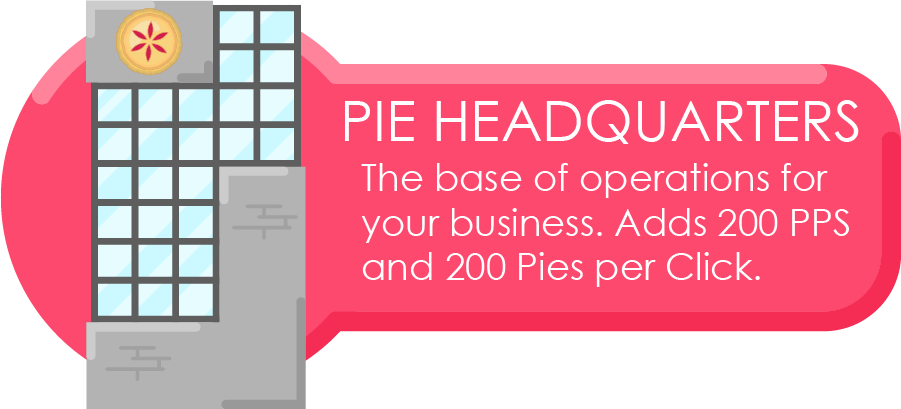 PIE HEADQUARTERS
The base of operations for
your business. Adds 200 PPS
and 200 Pies per Click.